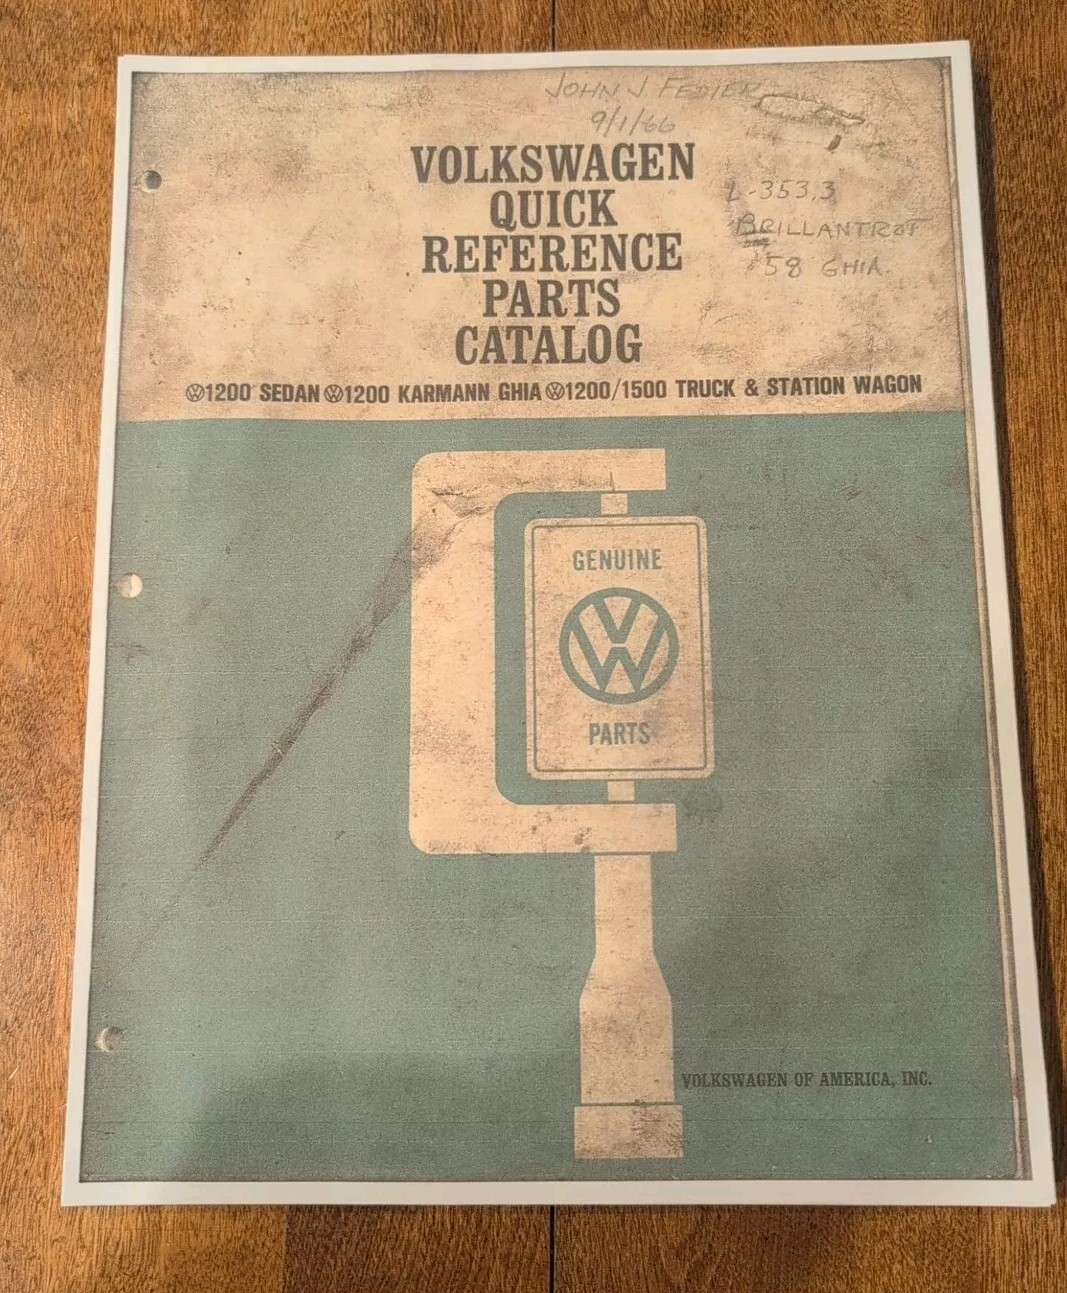 JOHN J. FEDIER
9/1/66
VOLKSWAGEN
QUICK
REFERENCE
PARTS
CATALOG
L-353.3
BRILLANTROT
'58 GHIA.
1200 SEDAN 1200 KARMANN GHIA 1200/1500 TRUCK & STATION WAGON
GENUINE
PARTS
VOLKSWAGEN OF AMERICA, INC.